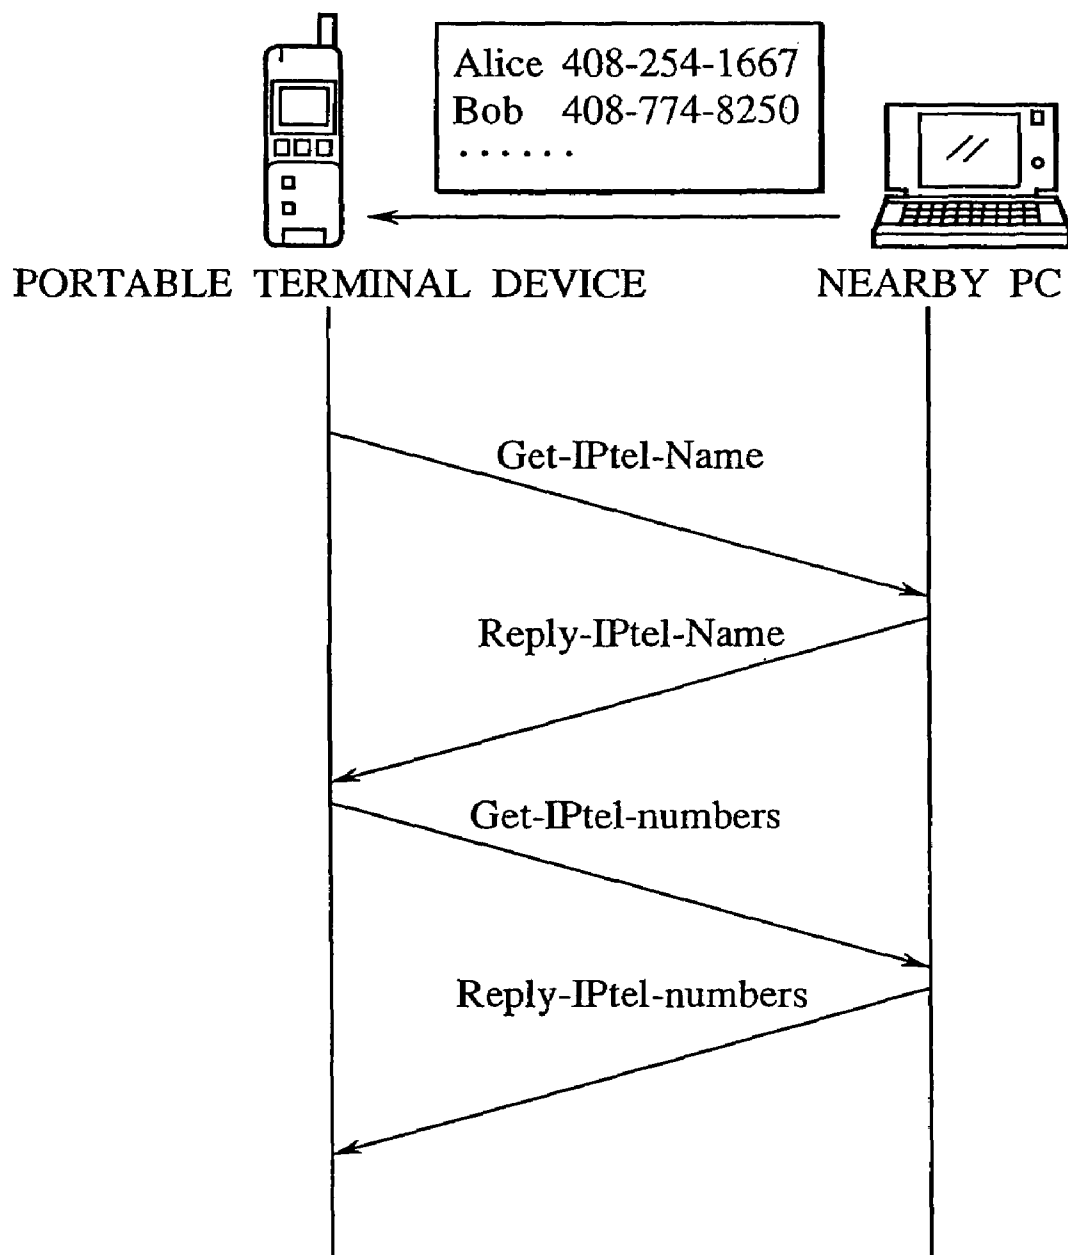 Alice 408-254-1667
Bob 408-774-8250
. . . . . .
PORTABLE TERMINAL DEVICE
NEARBY PC
Get-IPtel-Name
Reply-IPtel-Name
Get-IPtel-numbers
Reply-IPtel-numbers